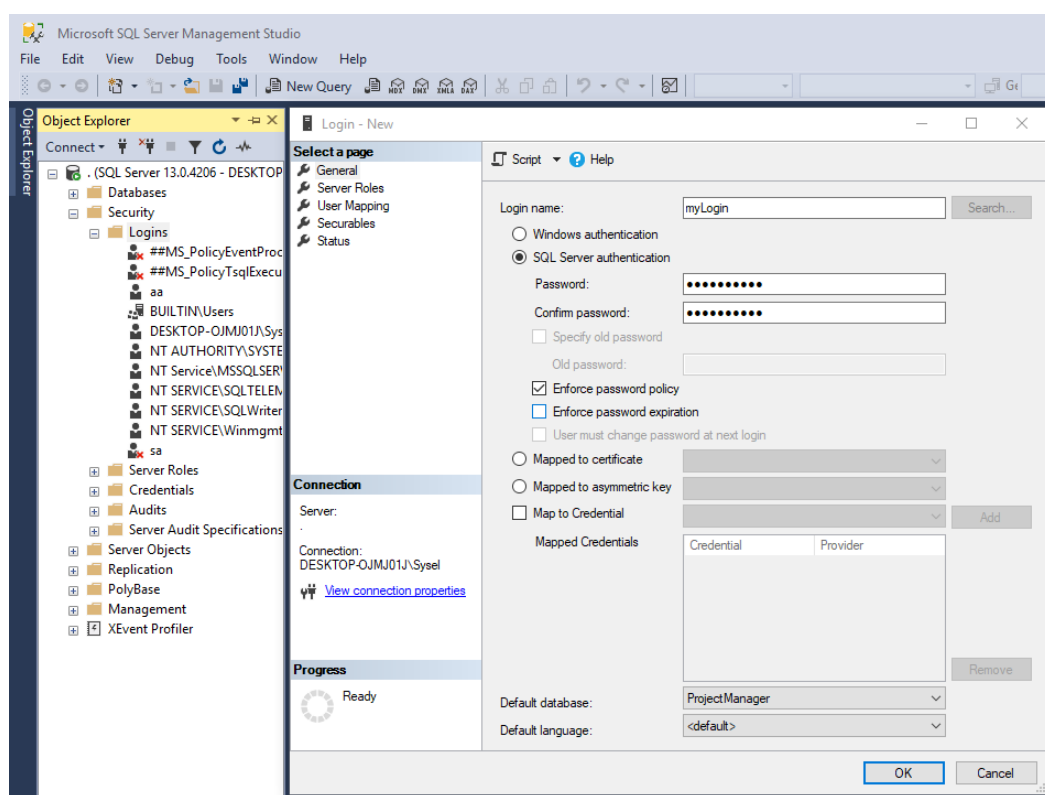 Microsoft SQL Server Management Studio
File Edit View Debug Tools Window Help
New Query MDX DMX XMLA DAX Ge
Object Explorer
Object Explorer
Connect
. (SQL Server 13.0.4206 - DESKTOP
Databases
Security
Logins
##MS_PolicyEventProc
##MS_PolicyTsqlExecu
aa
BUILTIN\Users
DESKTOP-OJMJ01J\Sys
NT AUTHORITY\SYSTE
NT Service\MSSQLSER
NT SERVICE\SQLTELEM
NT SERVICE\SQLWriter
NT SERVICE\Winmgmt
sa
Server Roles
Credentials
Audits
Server Audit Specifications
Server Objects
Replication
PolyBase
Management
XEvent Profiler
Login - New
Select a page
General
Server Roles
User Mapping
Securables
Status
Connection
Server:
.
Connection:
DESKTOP-OJMJ01J\Sysel
View connection properties
Progress
Ready
Script Help
Login name: myLogin Search...
Windows authentication
SQL Server authentication
Password: ●●●●●●●●●●
Confirm password: ●●●●●●●●●●
Specify old password
Old password:
Enforce password policy
Enforce password expiration
User must change password at next login
Mapped to certificate
Mapped to asymmetric key
Map to Credential Add
Mapped Credentials Credential Provider
Remove
Default database: ProjectManager
Default language: <default>
OK Cancel